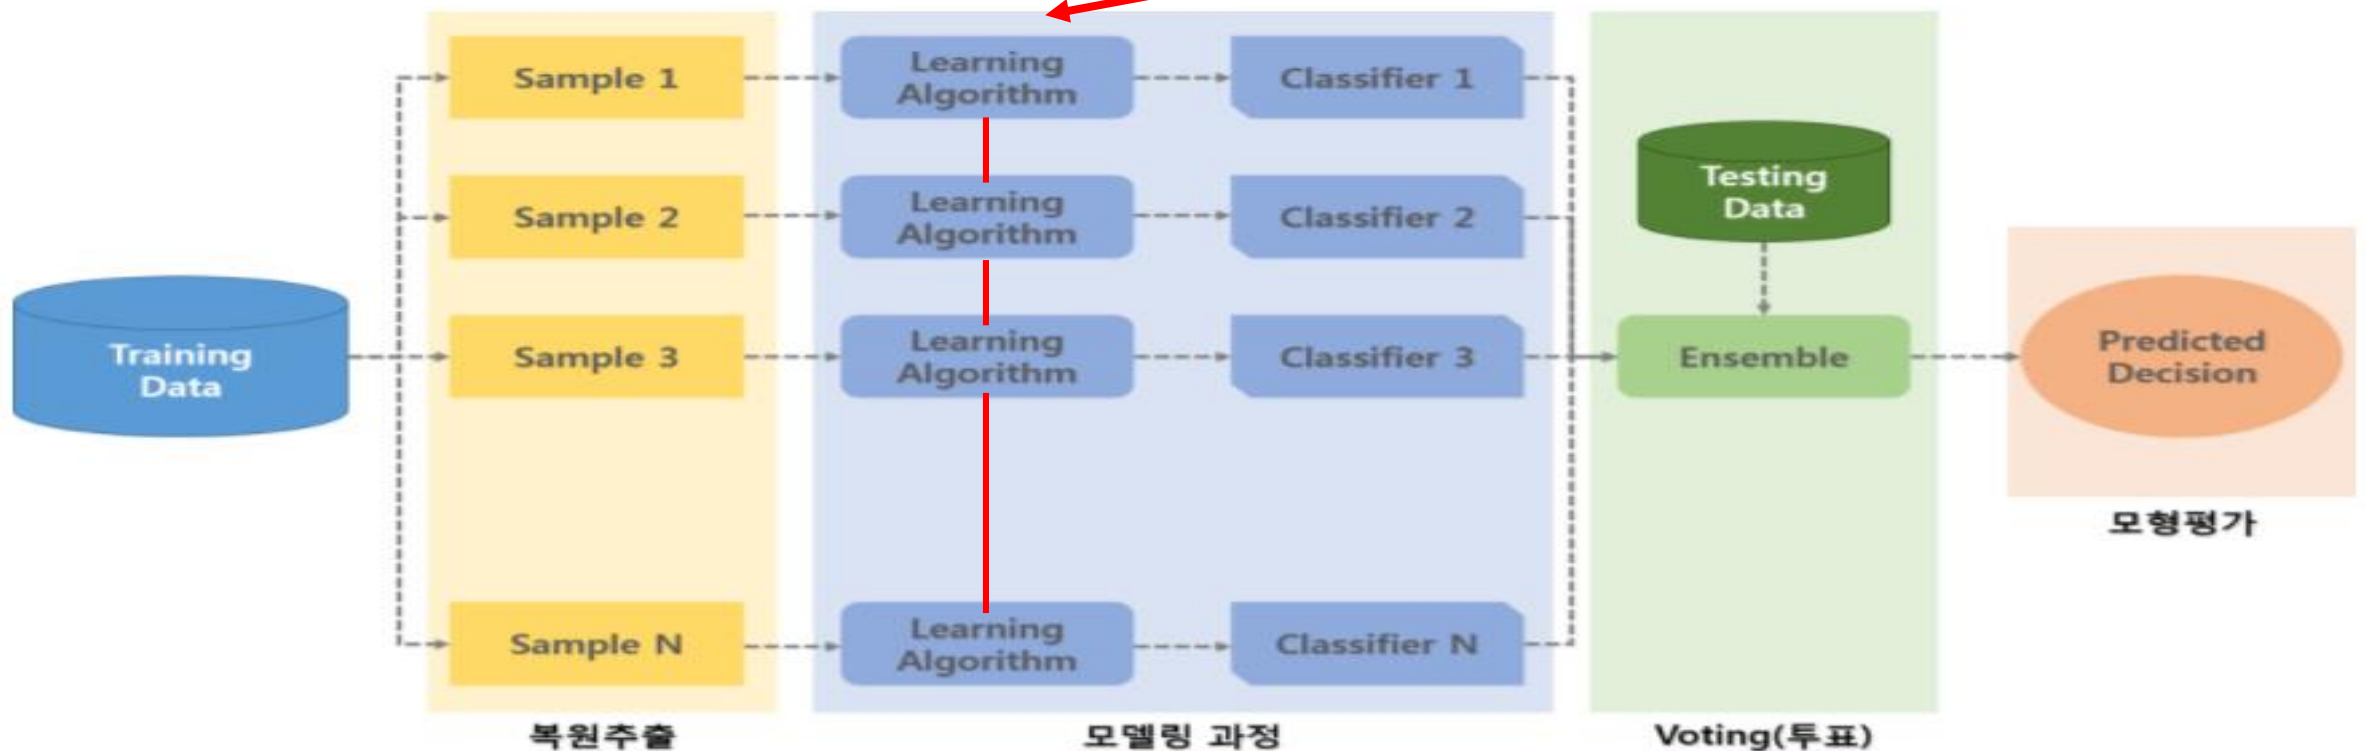 Training
Data
Sample 1
Sample 2
Sample 3
Sample N
복원추출
Learning
Algorithm
Learning
Algorithm
Learning
Algorithm
Learning
Algorithm
Classifier 1
Classifier 2
Classifier 3
Classifier N
모델링 과정
Testing
Data
Ensemble
Voting(투표)
Predicted
Decision
모형평가